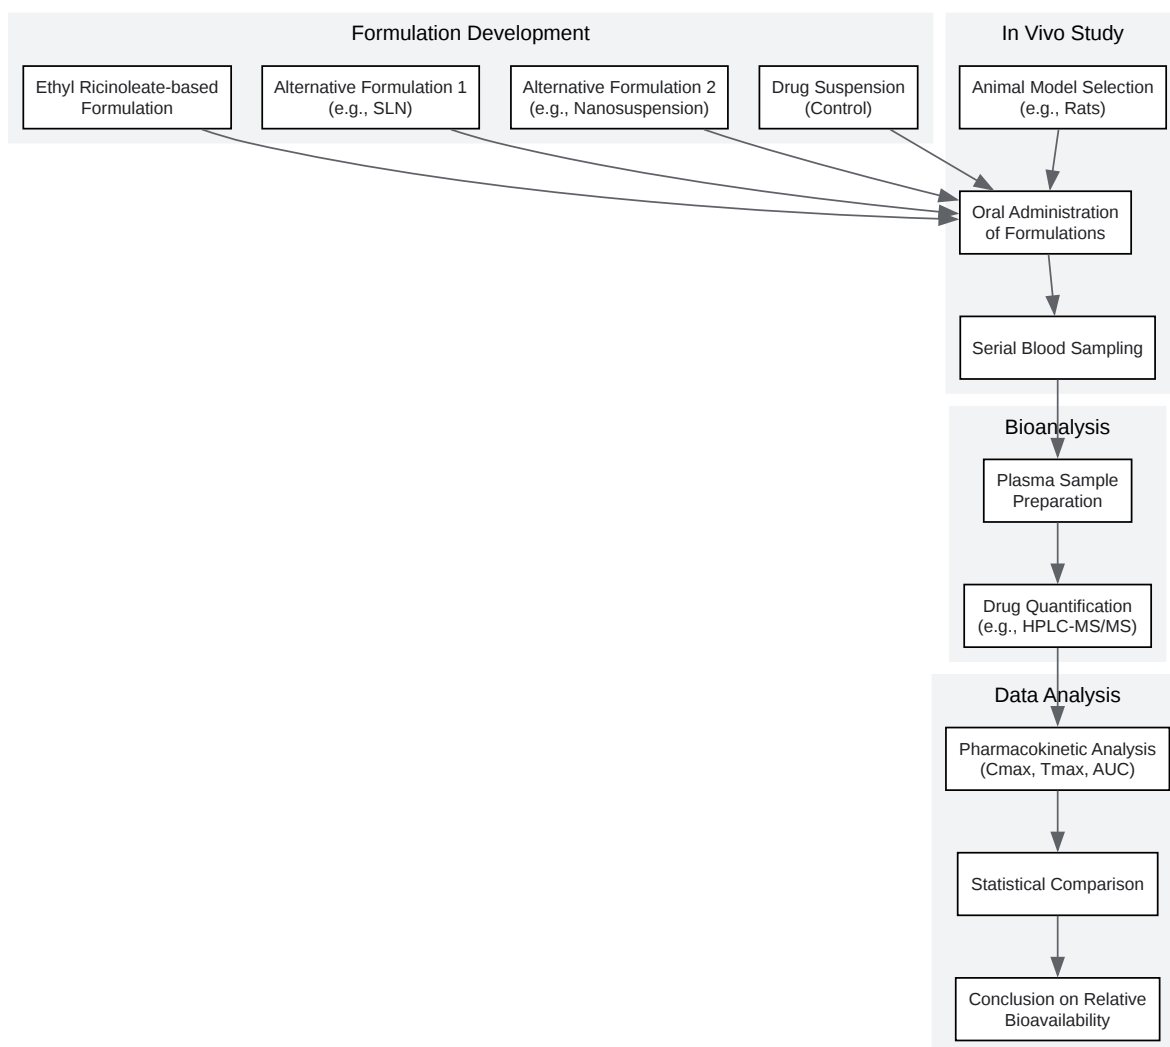 Formulation Development
In Vivo Study
Ethyl Ricinoleate-based
Formulation
Alternative Formulation 1
(e.g., SLN)
Alternative Formulation 2
(e.g., Nanosuspension)
Drug Suspension
(Control)
Animal Model Selection
(e.g., Rats)
Oral Administration
of Formulations
Serial Blood Sampling
Bioanalysis
Plasma Sample
Preparation
Drug Quantification
(e.g., HPLC-MS/MS)
Data Analysis
Pharmacokinetic Analysis
(Cmax, Tmax, AUC)
Statistical Comparison
Conclusion on Relative
Bioavailability